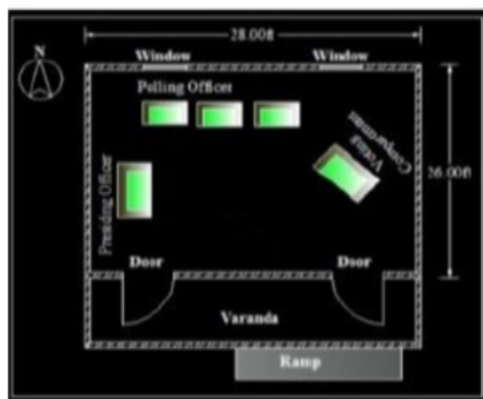 28.00ft
N
Window
Window
Polling Officer
Voting
Compartment
26.00ft
Presiding Officer
Door
Door
Varanda
Ramp